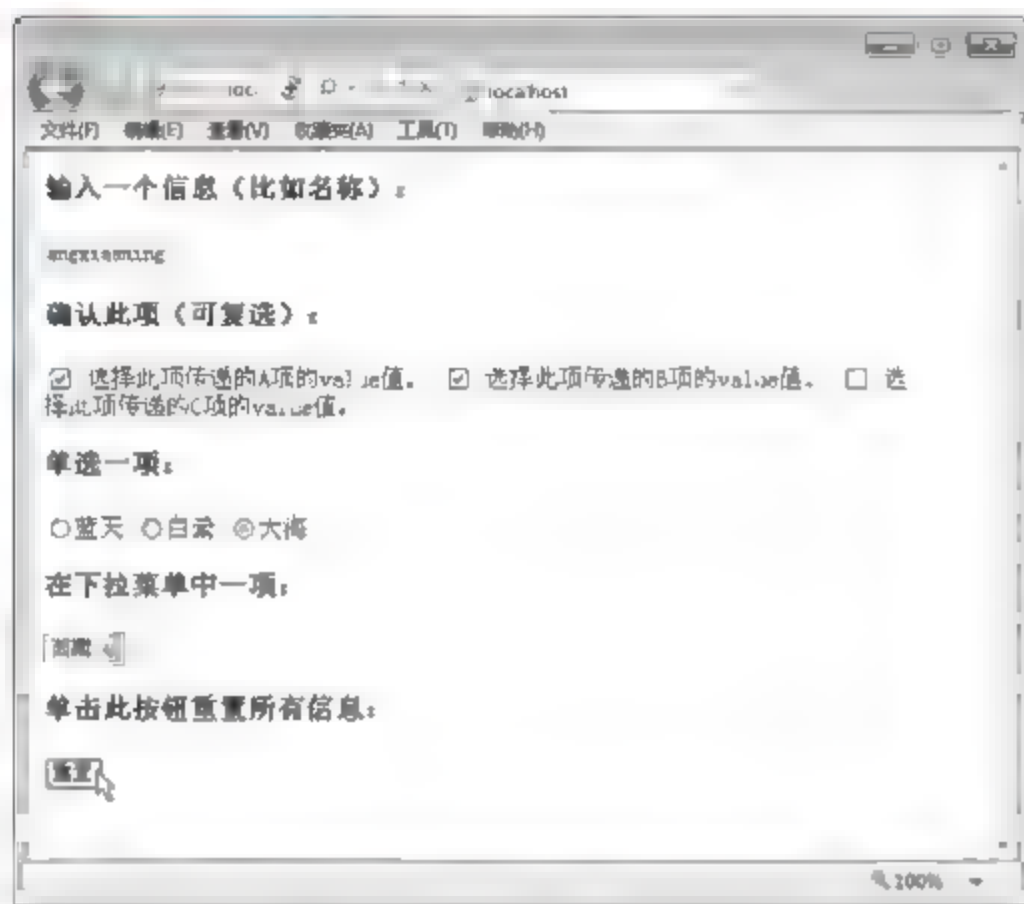 localhost
文件(F) 编辑(E) 查看(V) 收藏夹(A) 工具(T) 帮助(H)
输入一个信息（比如名称）：
angxiaoming
确认此项（可复选）：
选择此项传递的A项的value值。 选择此项传递的B项的value值。 选
择此项传递的C项的value值。
单选一项：
蓝天 白云 大海
在下拉菜单中一项：
西藏
单击此按钮重置所有信息：
重置
100%